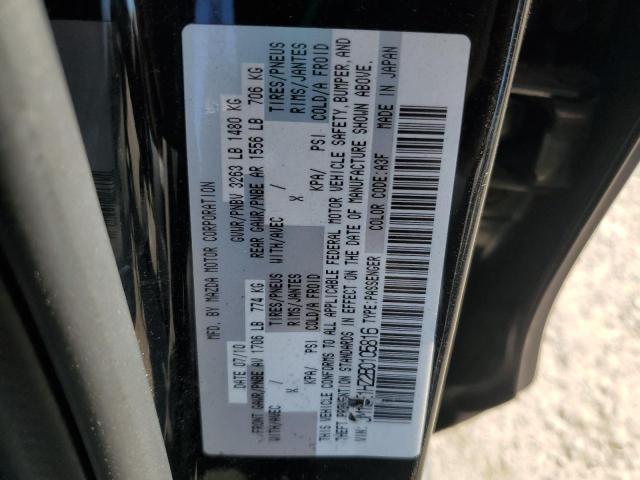 MFD. BY MAZDA MOTOR CORPORATION
DATE 07/10 GVWR/PNBV 3263 LB 1480 KG
FRONT GAWR/PNBE AV 1706 LB 774 KG REAR GAWR/PNBE AR 1556 LB 706 KG
WITH/AVEC / TIRES/PNEUS WITH/AVEC / TIRES/PNEUS
X RIMS/JANTES X RIMS/JANTES
KPA/ PSI COLD/A FROID KPA/ PSI COLD/A FROID
THIS VEHICLE CONFORMS TO ALL APPLICABLE FEDERAL MOTOR VEHICLE SAFETY, BUMPER, AND
THEFT PREVENTION STANDARDS IN EFFECT ON THE DATE OF MANUFACTURE SHOWN ABOVE.
VIN: TYPE:PASSENGER COLOR CODE:A3F MADE IN JAPAN